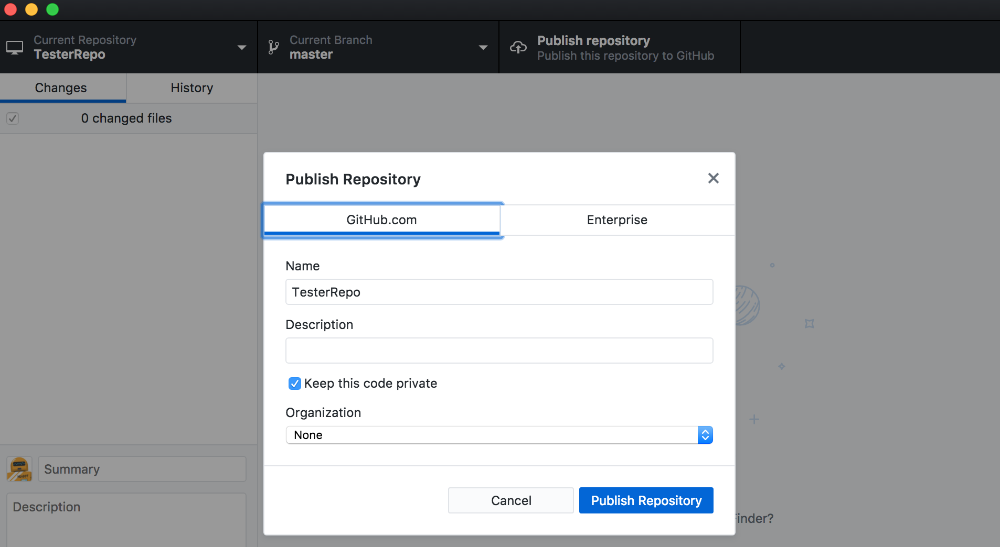 Current Repository
TesterRepo
Current Branch
master
Publish repository
Publish this repository to GitHub
Changes
History
0 changed files
Publish Repository
GitHub.com
Enterprise
Name
TesterRepo
Description
Keep this code private
Organization
None
Cancel
Publish Repository
Summary
Description
inder?